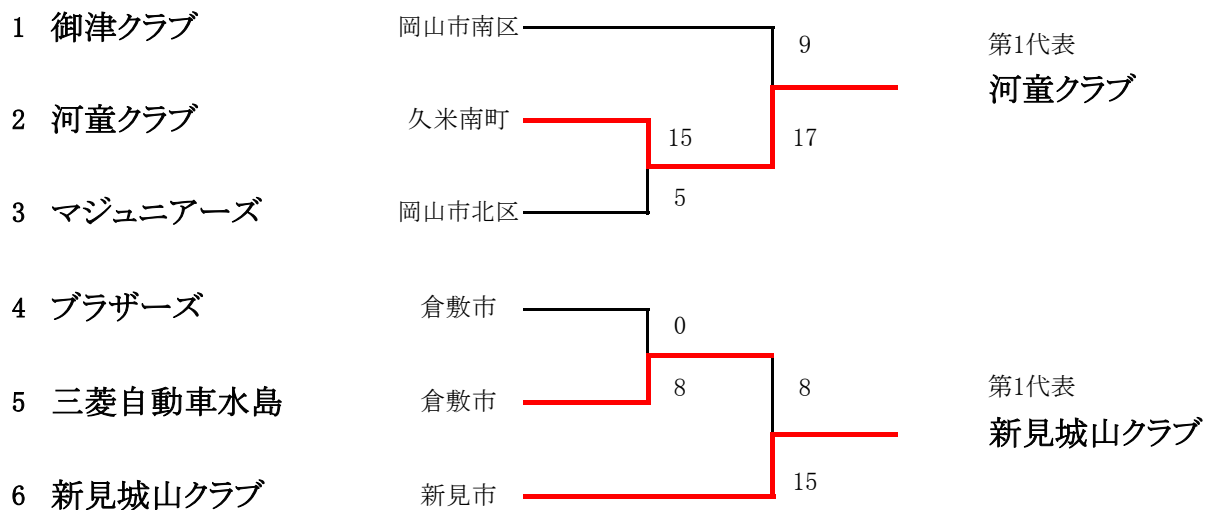 1 御津クラブ 岡山市南区
9
第1代表
河童クラブ
2 河童クラブ 久米南町
15
17
5
3 マジュニアーズ 岡山市北区
4 ブラザーズ 倉敷市
0
8
8
第1代表
5 三菱自動車水島 倉敷市
新見城山クラブ
15
6 新見城山クラブ 新見市